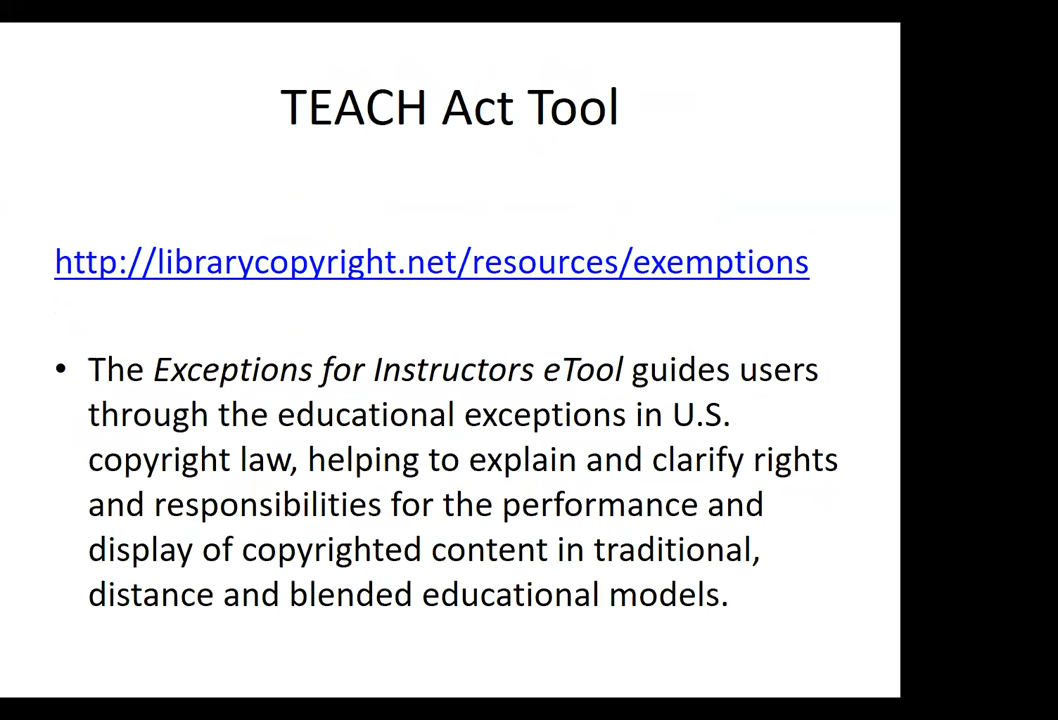 TEACH Act Tool
http://librarycopyright.net/resources/exemptions
• The Exceptions for Instructors eTool guides users
through the educational exceptions in U.S.
copyright law, helping to explain and clarify rights
and responsibilities for the performance and
display of copyrighted content in traditional,
distance and blended educational models.